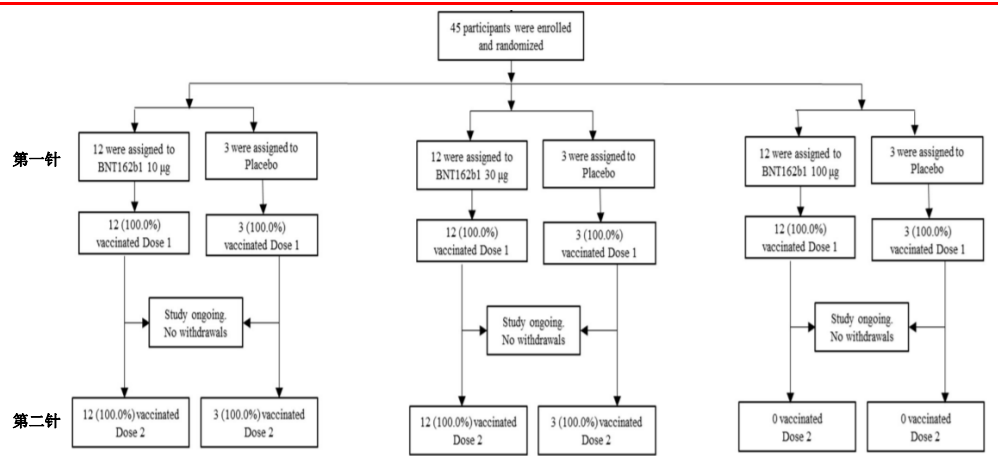 45 participants were enrolled
and randomized
第一针
12 were assigned to
BNT162b1 10 μg
3 were assigned to
Placebo
12 were assigned to
BNT162b1 30 μg
3 were assigned to
Placebo
12 were assigned to
BNT162b1 100 μg
3 were assigned to
Placebo
12 (100.0%)
vaccinated Dose 1
3 (100.0%)
vaccinated Dose 1
12 (100.0%)
vaccinated Dose 1
3 (100.0%)
vaccinated Dose 1
12 (100.0%)
vaccinated Dose 1
3 (100.0%)
vaccinated Dose 1
Study ongoing.
No withdrawals
Study ongoing.
No withdrawals
Study ongoing.
No withdrawals
第二针
12 (100.0%) vaccinated
Dose 2
3 (100.0%) vaccinated
Dose 2
12 (100.0%) vaccinated
Dose 2
3 (100.0%) vaccinated
Dose 2
0 vaccinated
Dose 2
0 vaccinated
Dose 2